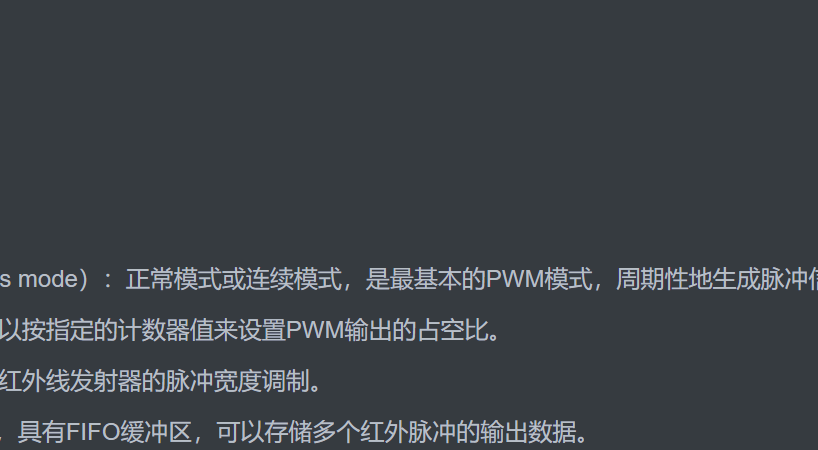 s mode）：正常模式或连续模式，是最基本的PWM模式，周期性地生成脉冲信
以按指定的计数器值来设置PWM输出的占空比。
红外线发射器的脉冲宽度调制。
，具有FIFO缓冲区，可以存储多个红外脉冲的输出数据。